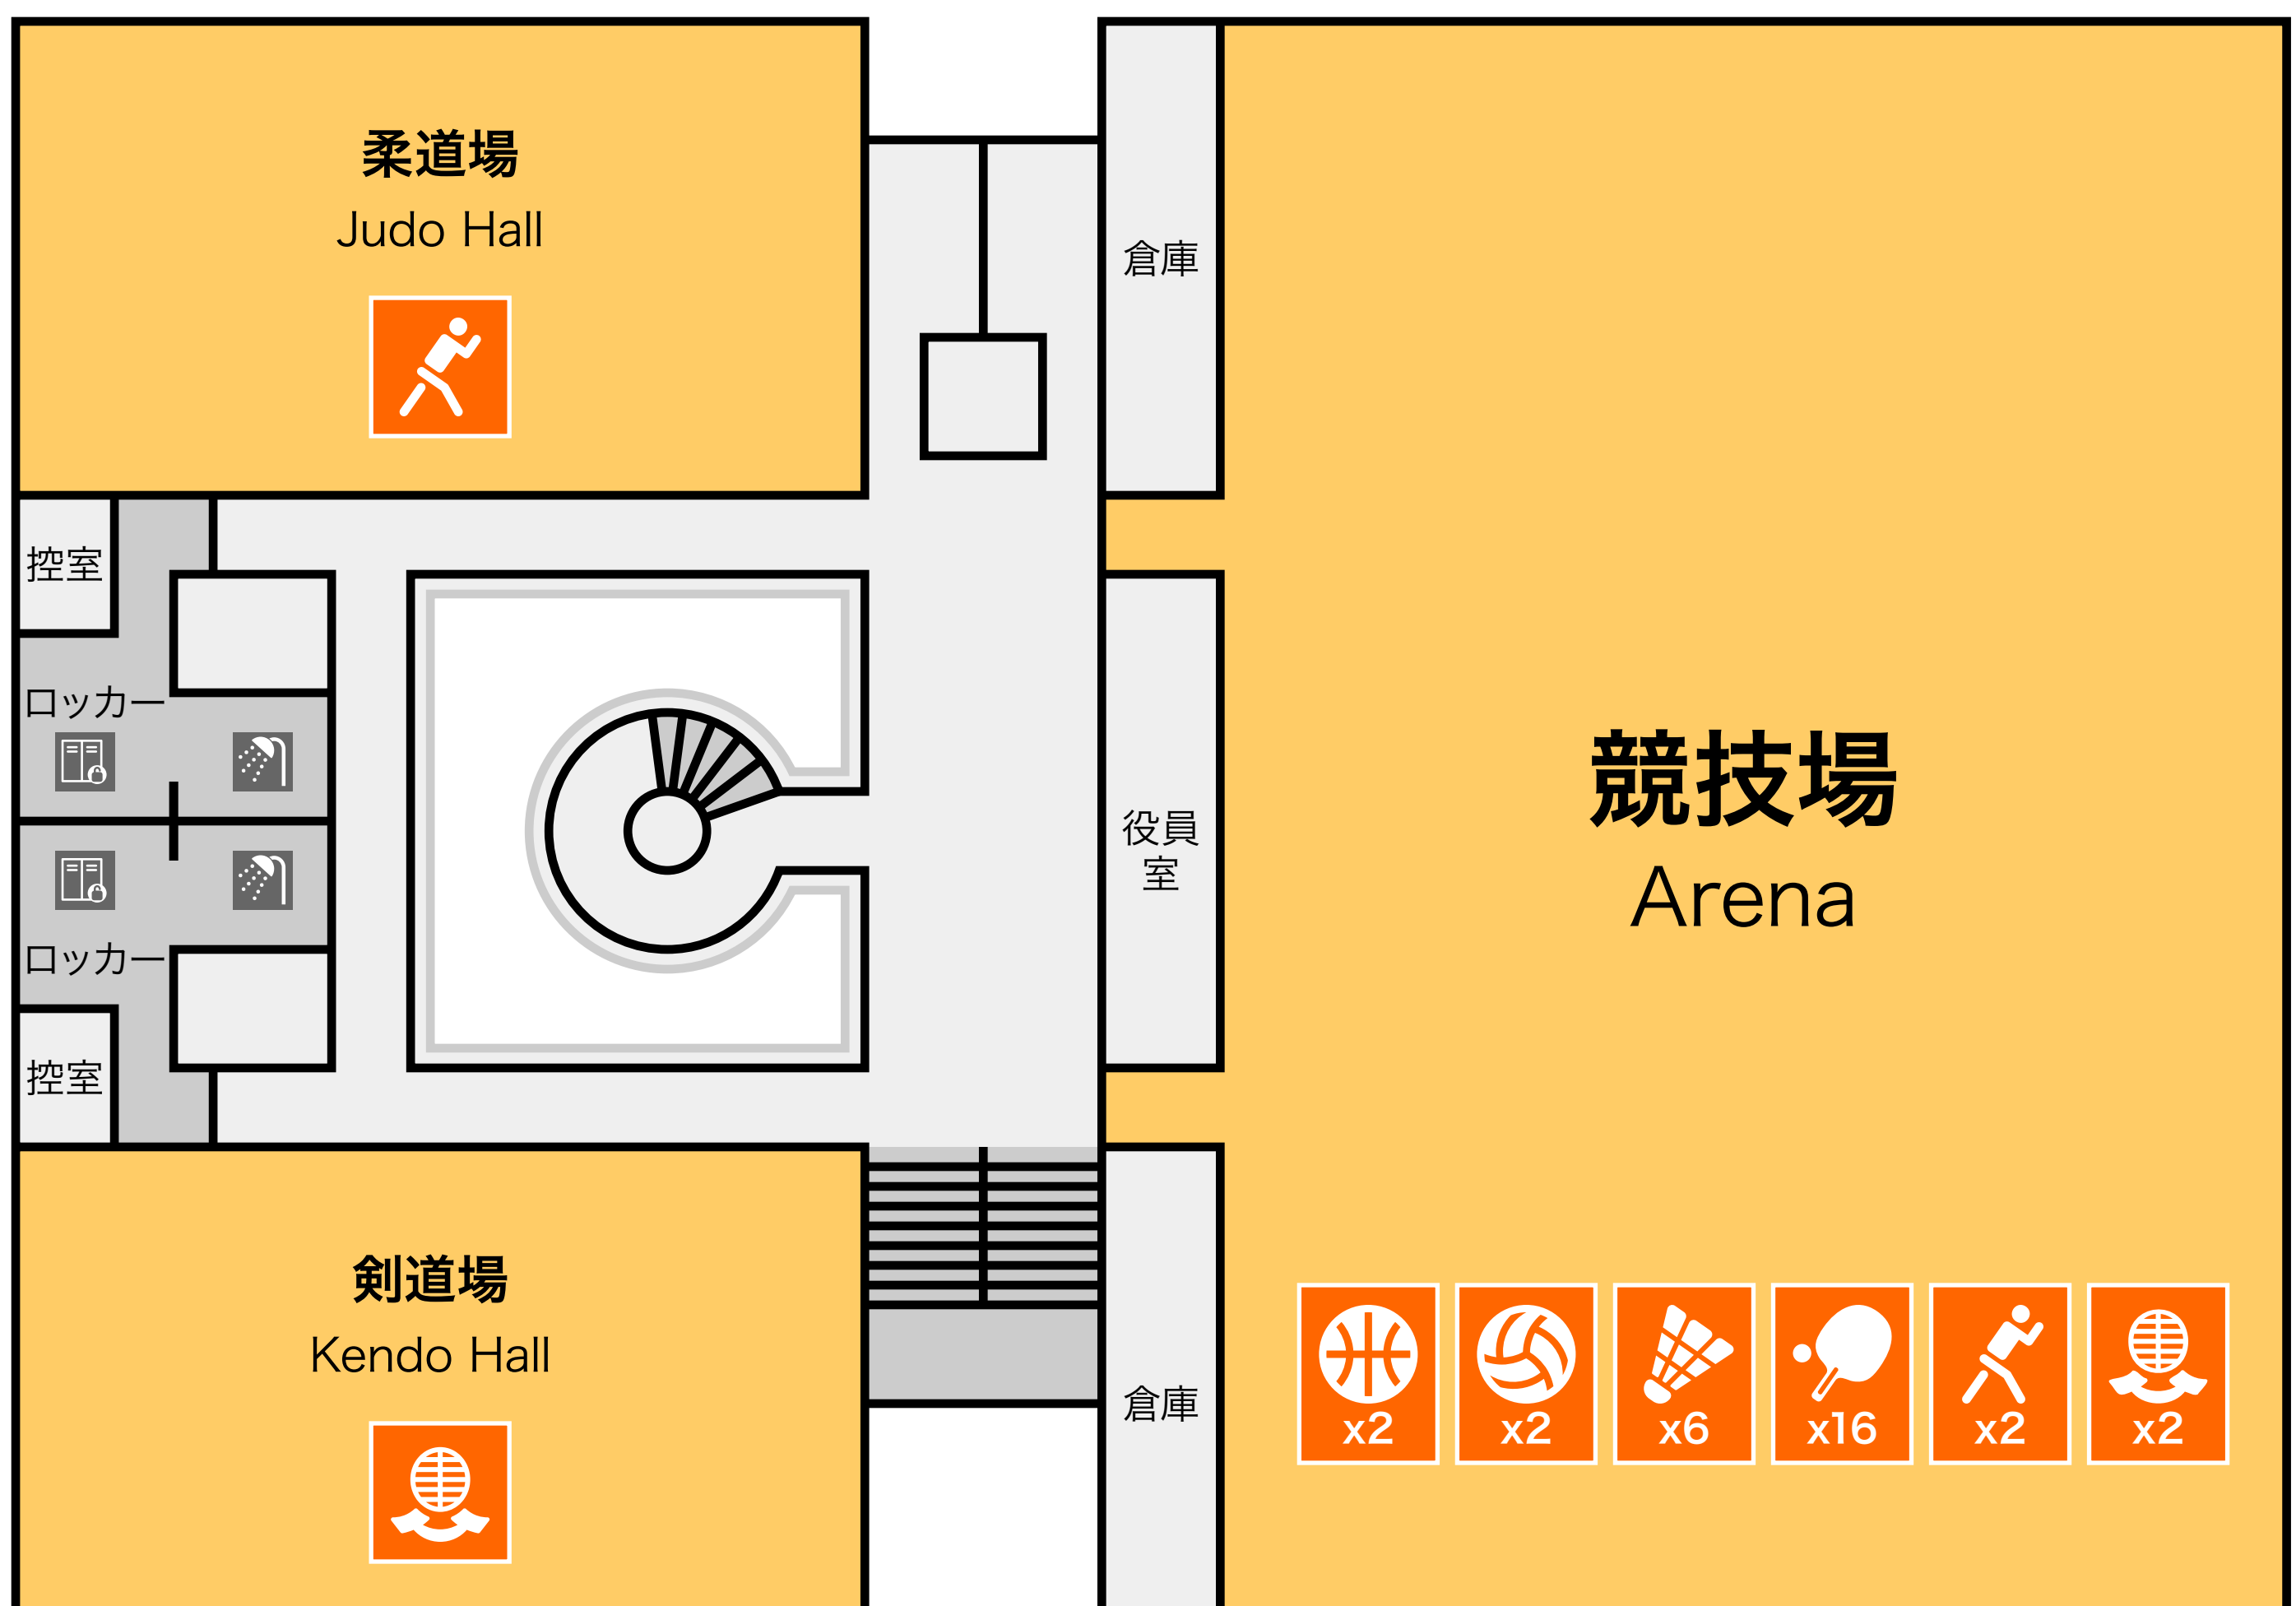 柔道場
Judo Hall
倉庫
控室
ロッカー
ロッカー
控室
役員
室
競技場
Arena
剣道場
Kendo Hall
倉庫
x2
x2
x6
x16
x2
x2